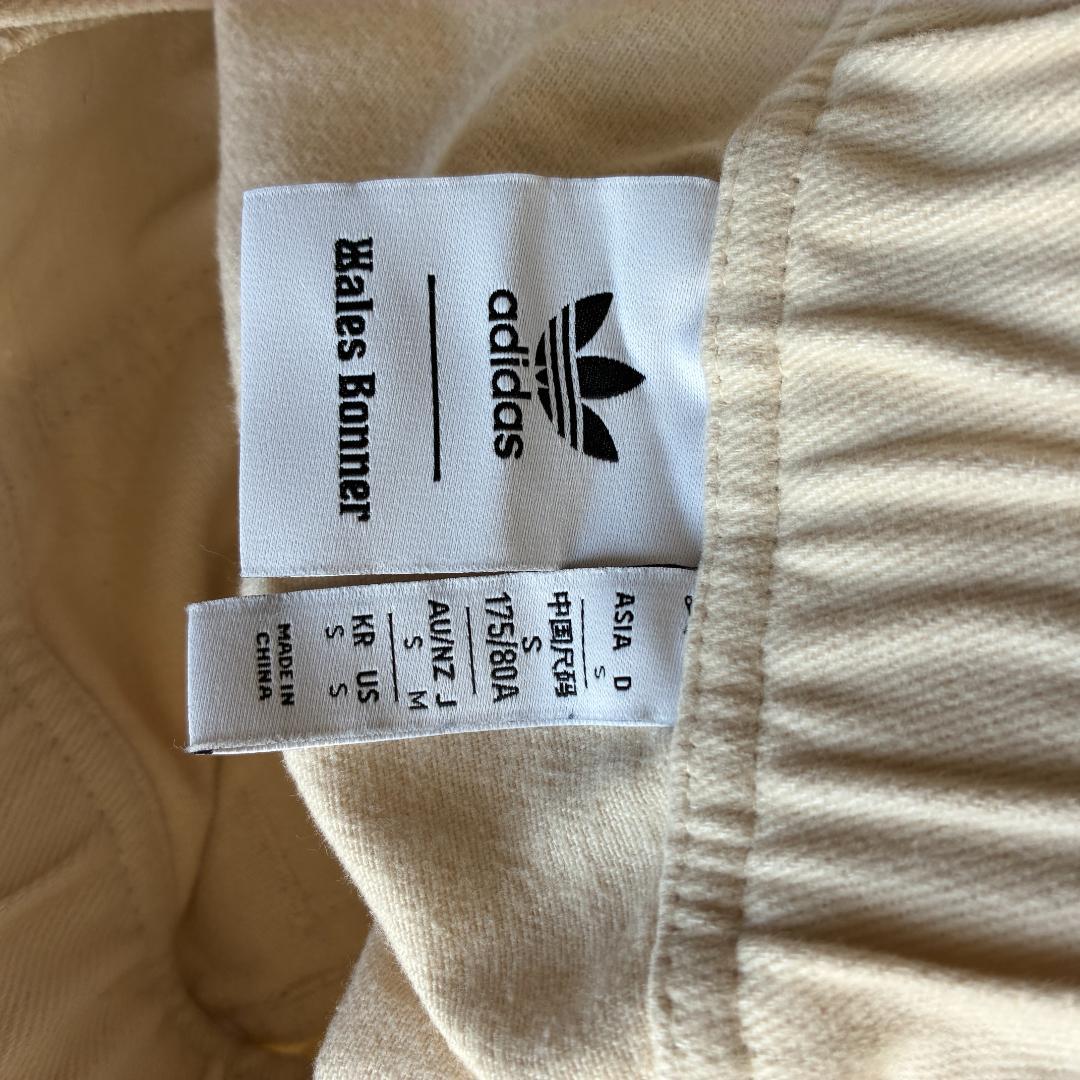 adidas
Wales Bonner
ASIA D
S
中国尺码
175/80A
S
AU/NZ J
S M
KR US
S S
MADE IN
CHINA